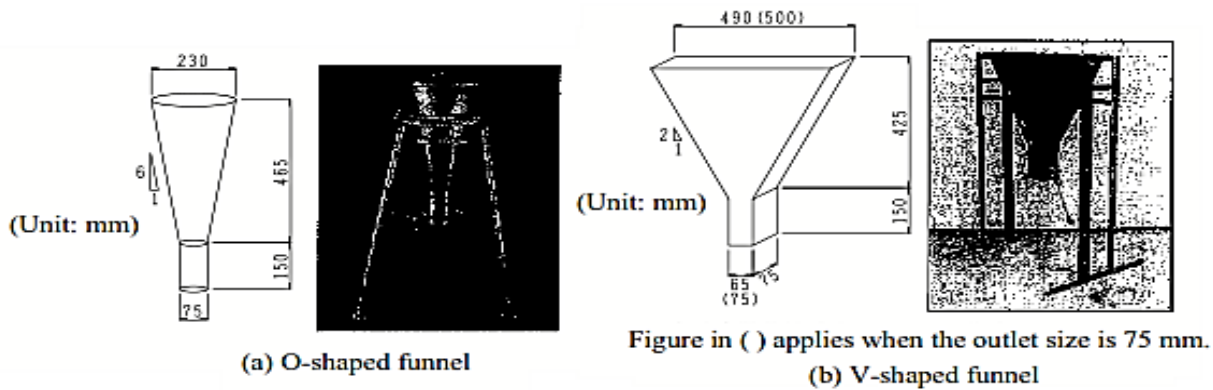 230
6
1
465
150
75
(Unit: mm)
(a) O-shaped funnel
490 (500)
2
1
425
150
65
(75)
75
(Unit: mm)
Figure in ( ) applies when the outlet size is 75 mm.
(b) V-shaped funnel